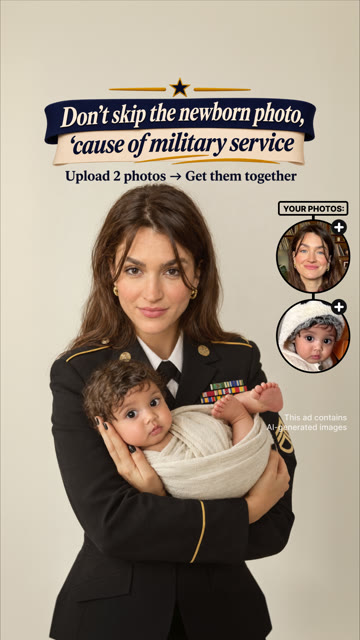 Don't skip the newborn photo,
‘cause of military service
Upload 2 photos → Get them together
YOUR PHOTOS:
This ad contains
AI-generated images